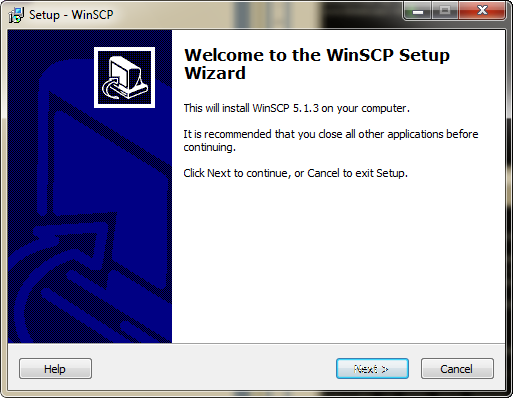 Setup - WinSCP
Welcome to the WinSCP Setup
Wizard
This will install WinSCP 5.1.3 on your computer.
It is recommended that you close all other applications before
continuing.
Click Next to continue, or Cancel to exit Setup.
Help
Next >
Cancel